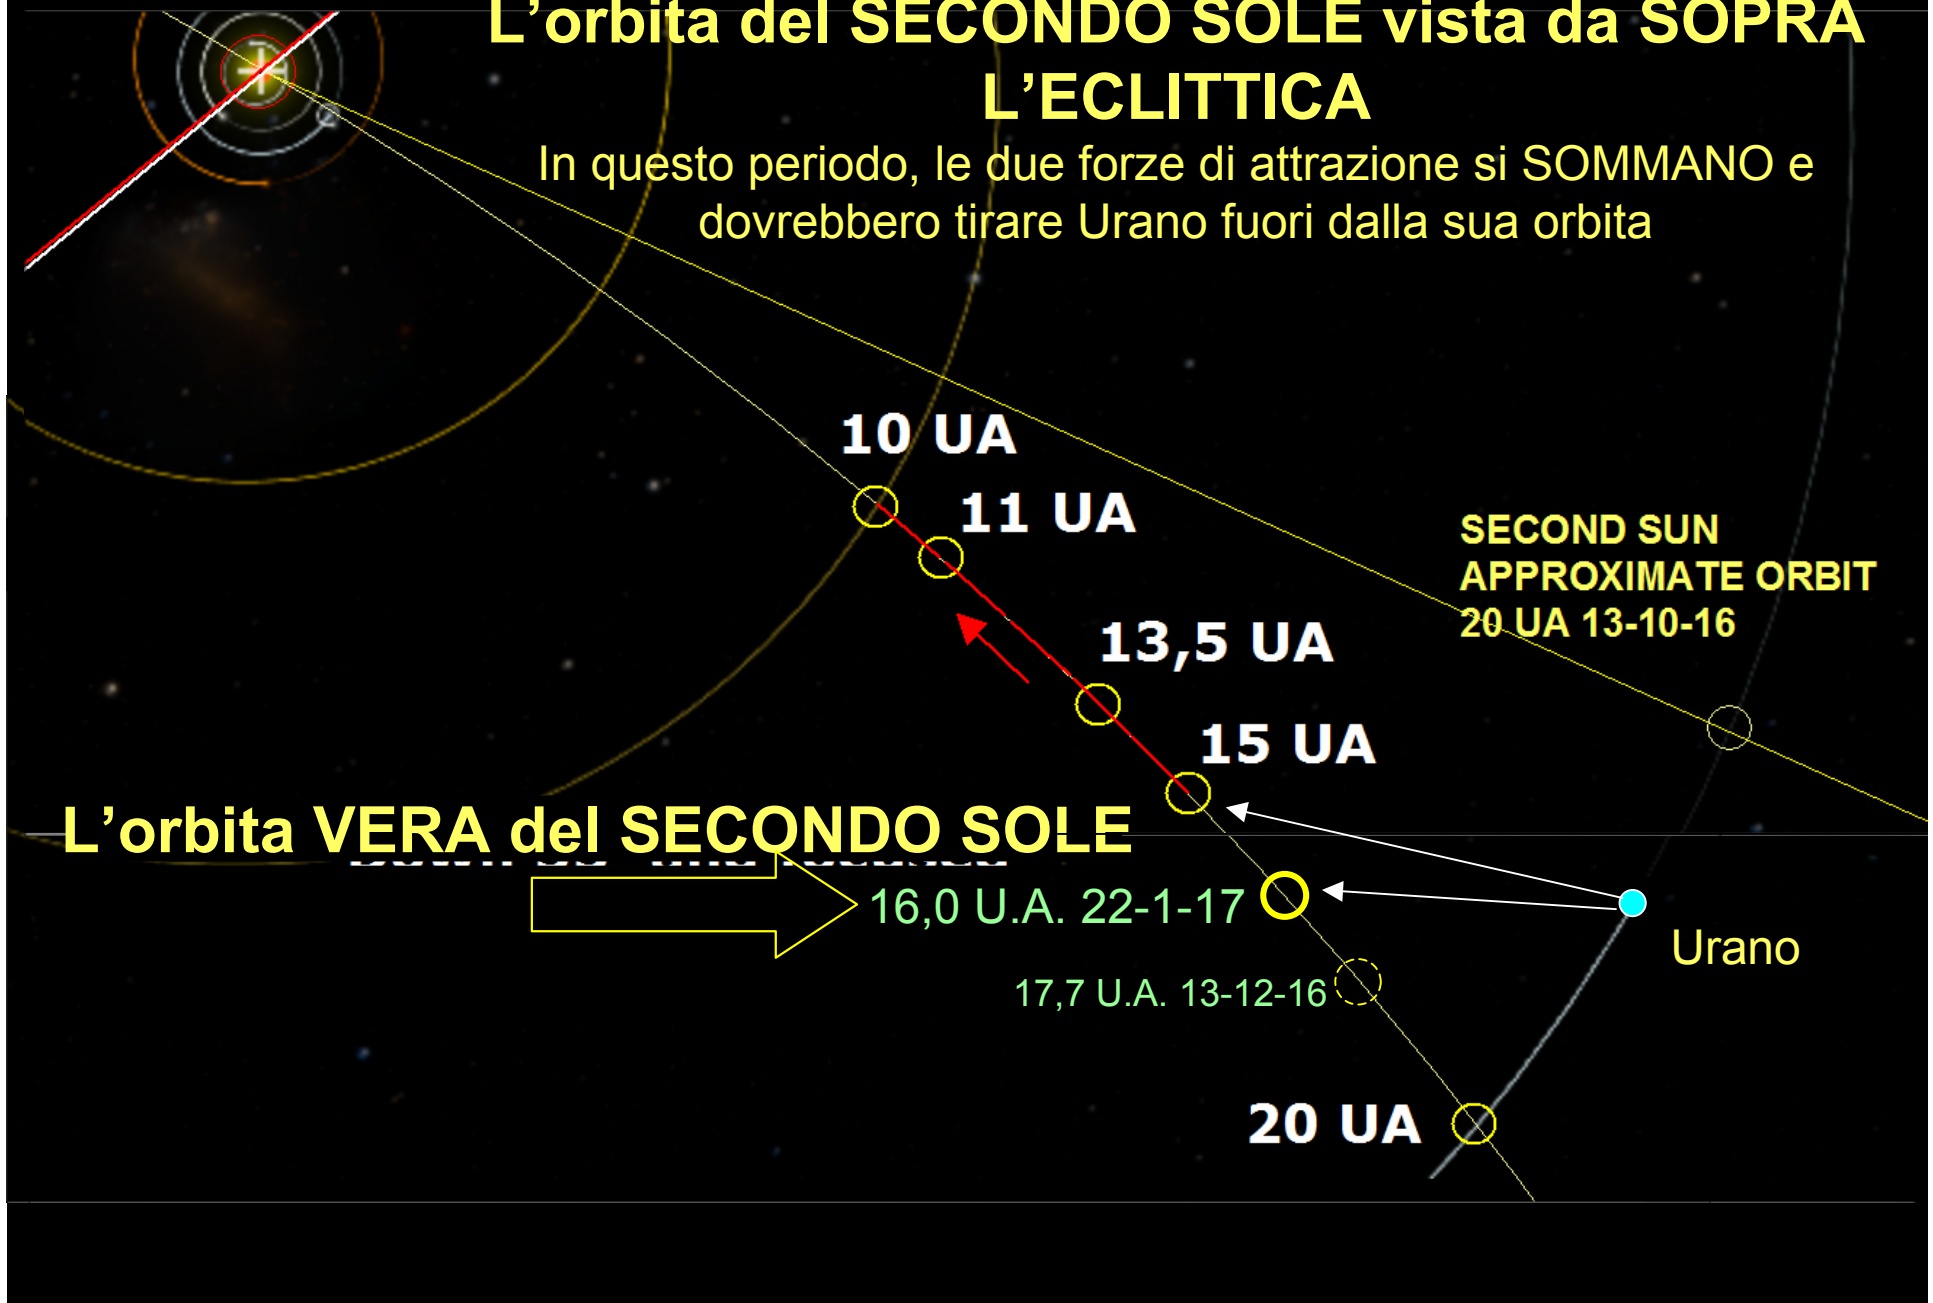 L’orbita del SECONDO SOLE vista da SOPRA
L’ECLITTICA
In questo periodo, le due forze di attrazione si SOMMANO e
dovrebbero tirare Urano fuori dalla sua orbita
10 UA
11 UA
SECOND SUN
APPROXIMATE ORBIT
20 UA 13-10-16
13,5 UA
15 UA
L’orbita VERA del SECONDO SOLE
16,0 U.A. 22-1-17
Urano
17,7 U.A. 13-12-16
20 UA